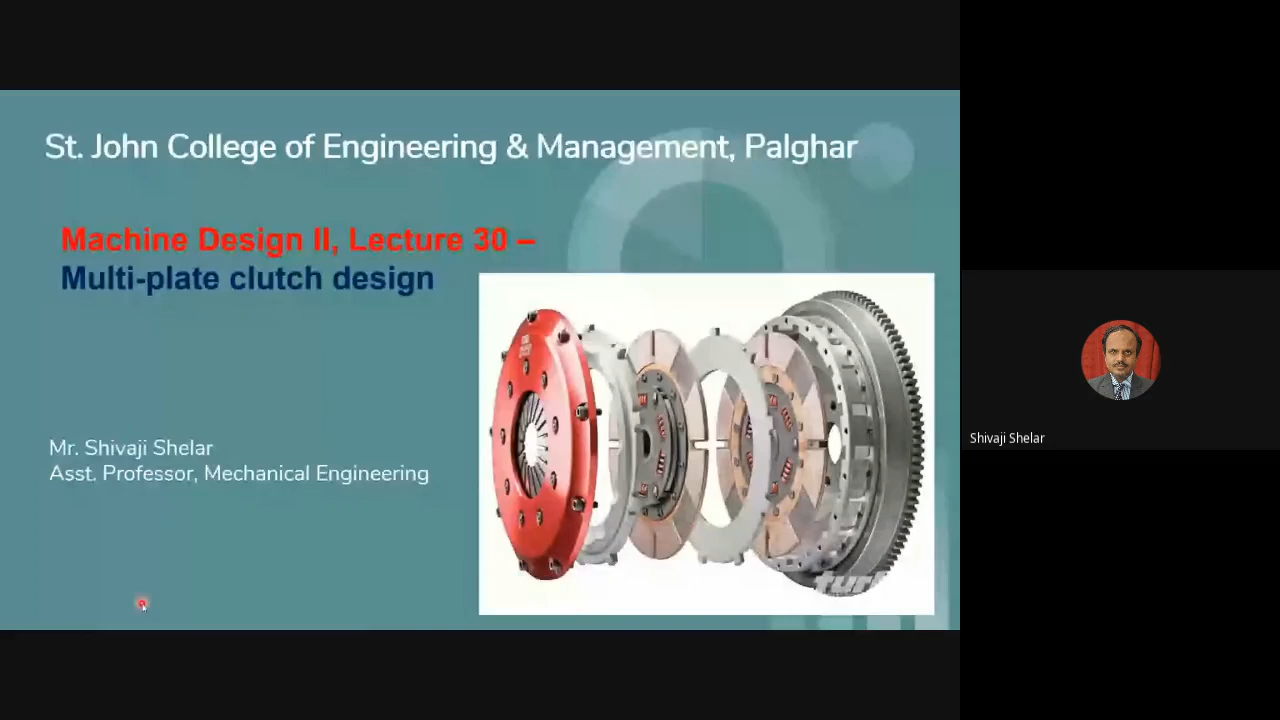 St. John College of Engineering & Management, Palghar
Machine Design II, Lecture 30 –
Multi-plate clutch design
Mr. Shivaji Shelar
Asst. Professor, Mechanical Engineering
Shivaji Shelar